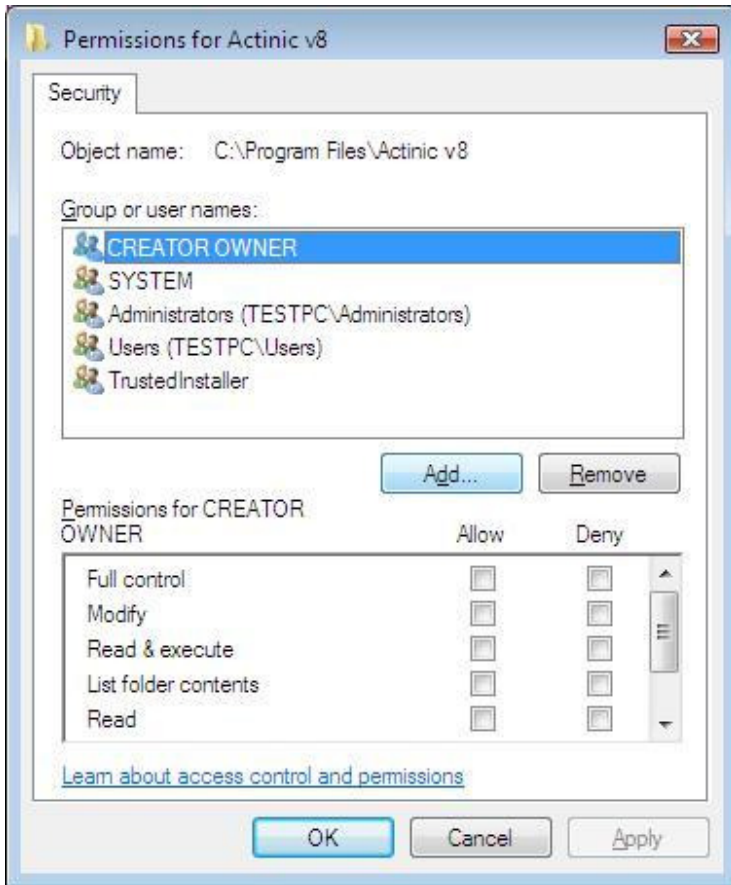 Permissions for Actinic v8
Security
Object name: C:\Program Files\Actinic v8
Group or user names:
CREATOR OWNER
SYSTEM
Administrators (TESTPC\Administrators)
Users (TESTPC\Users)
TrustedInstaller
Add... Remove
Permissions for CREATOR
OWNER Allow Deny
Full control
Modify
Read & execute
List folder contents
Read
Learn about access control and permissions
OK Cancel Apply